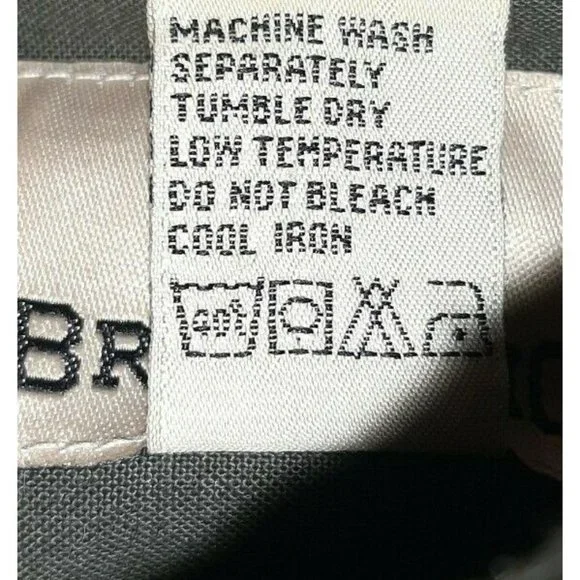 MACHINE WASH
SEPARATELY
TUMBLE DRY
LOW TEMPERATURE
DO NOT BLEACH
COOL IRON
40°
BR